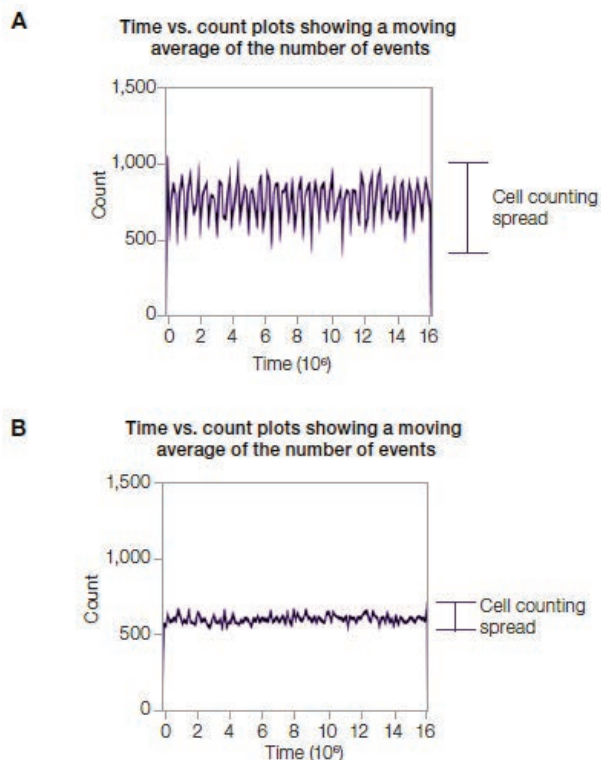 A
Time vs. count plots showing a moving
average of the number of events
1,500
1,000
500
0
Count
0 2 4 6 8 10 12 14 16
Time (10⁶)
Cell counting
spread
B
Time vs. count plots showing a moving
average of the number of events
1,500
1,000
500
0
Count
0 2 4 6 8 10 12 14 16
Time (10⁶)
Cell counting
spread